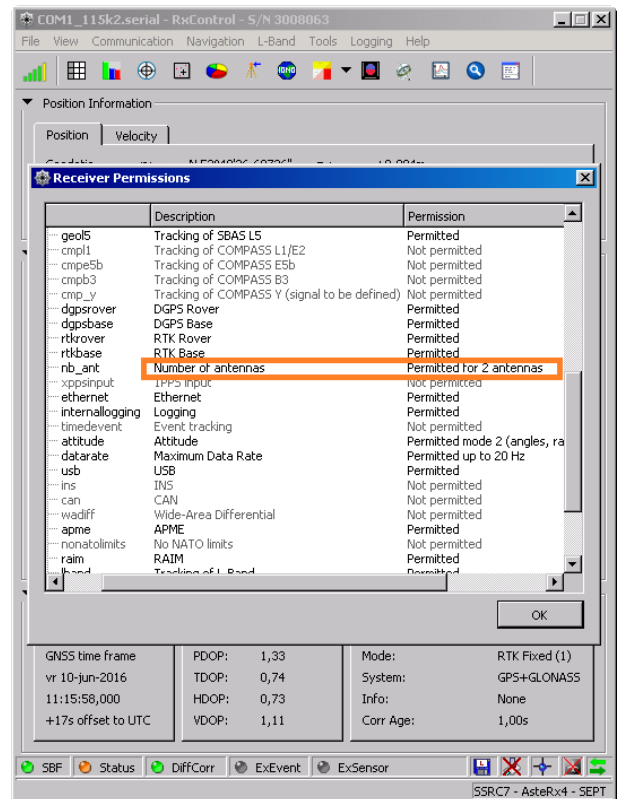 COM1_115k2.serial - RxControl - S/N 3008063
File View Communication Navigation L-Band Tools Logging Help
Position Information
Position Velocity
Receiver Permissions
Description Permission
geol5 Tracking of SBAS L5 Permitted
cmpl1 Tracking of COMPASS L1/E2 Not permitted
cmpe5b Tracking of COMPASS E5b Not permitted
cmpb3 Tracking of COMPASS B3 Not permitted
cmp_y Tracking of COMPASS Y (signal to be defined) Not permitted
dgpsrover DGPS Rover Permitted
dgpsbase DGPS Base Permitted
rtkrover RTK Rover Permitted
rtkbase RTK Base Permitted
nb_ant Number of antennas Permitted for 2 antennas
xppsinput 1PPS input Not permitted
ethernet Ethernet Permitted
internallogging Logging Permitted
timedevent Event tracking Not permitted
attitude Attitude Permitted mode 2 (angles, ra
datarate Maximum Data Rate Permitted up to 20 Hz
usb USB Permitted
ins INS Not permitted
can CAN Not permitted
wadiff Wide-Area Differential Not permitted
apme APME Permitted
nonatolimits No NATO limits Not permitted
raim RAIM Permitted
lband Tracking of L-Band Permitted
OK
GNSS time frame PDOP: 1,33 Mode: RTK Fixed (1)
vr 10-jun-2016 TDOP: 0,74 System: GPS+GLONASS
11:15:58,000 HDOP: 0,73 Info: None
+17s offset to UTC VDOP: 1,11 Corr Age: 1,00s
SBF Status DiffCorr ExEvent ExSensor
SSRC7 - AsteRx4 - SEPT